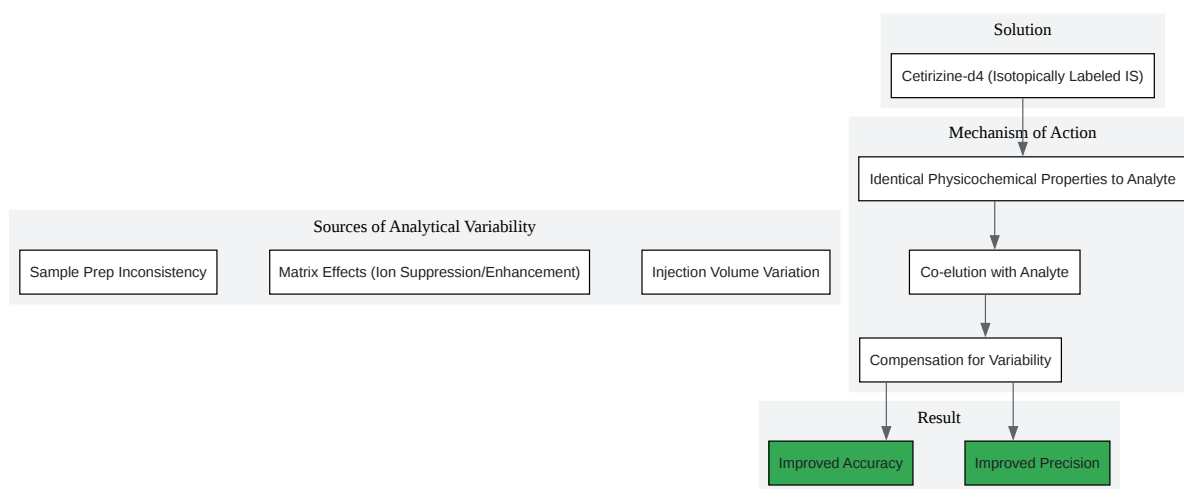 Solution
Cetirizine-d4 (Isotopically Labeled IS)
Mechanism of Action
Identical Physicochemical Properties to Analyte
Sources of Analytical Variability
Sample Prep Inconsistency
Matrix Effects (Ion Suppression/Enhancement)
Injection Volume Variation
Co-elution with Analyte
Compensation for Variability
Result
Improved Accuracy
Improved Precision